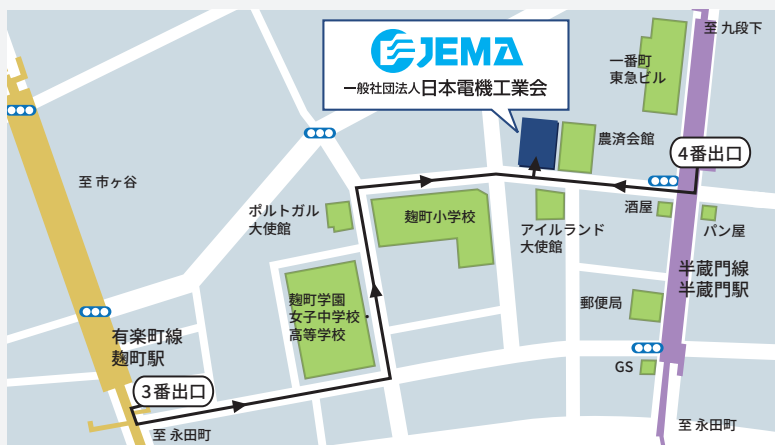 至 九段下
一番町
東急ビル
JEMA
一般社団法人日本電機工業会
農済会館
4番出口
至 市ヶ谷
ポルトガル
大使館
麹町小学校
アイルランド
大使館
酒屋
パン屋
半蔵門線
半蔵門駅
麹町学園
女子中学校・
高等学校
郵便局
有楽町線
麹町駅
GS
3番出口
至 永田町
至 永田町